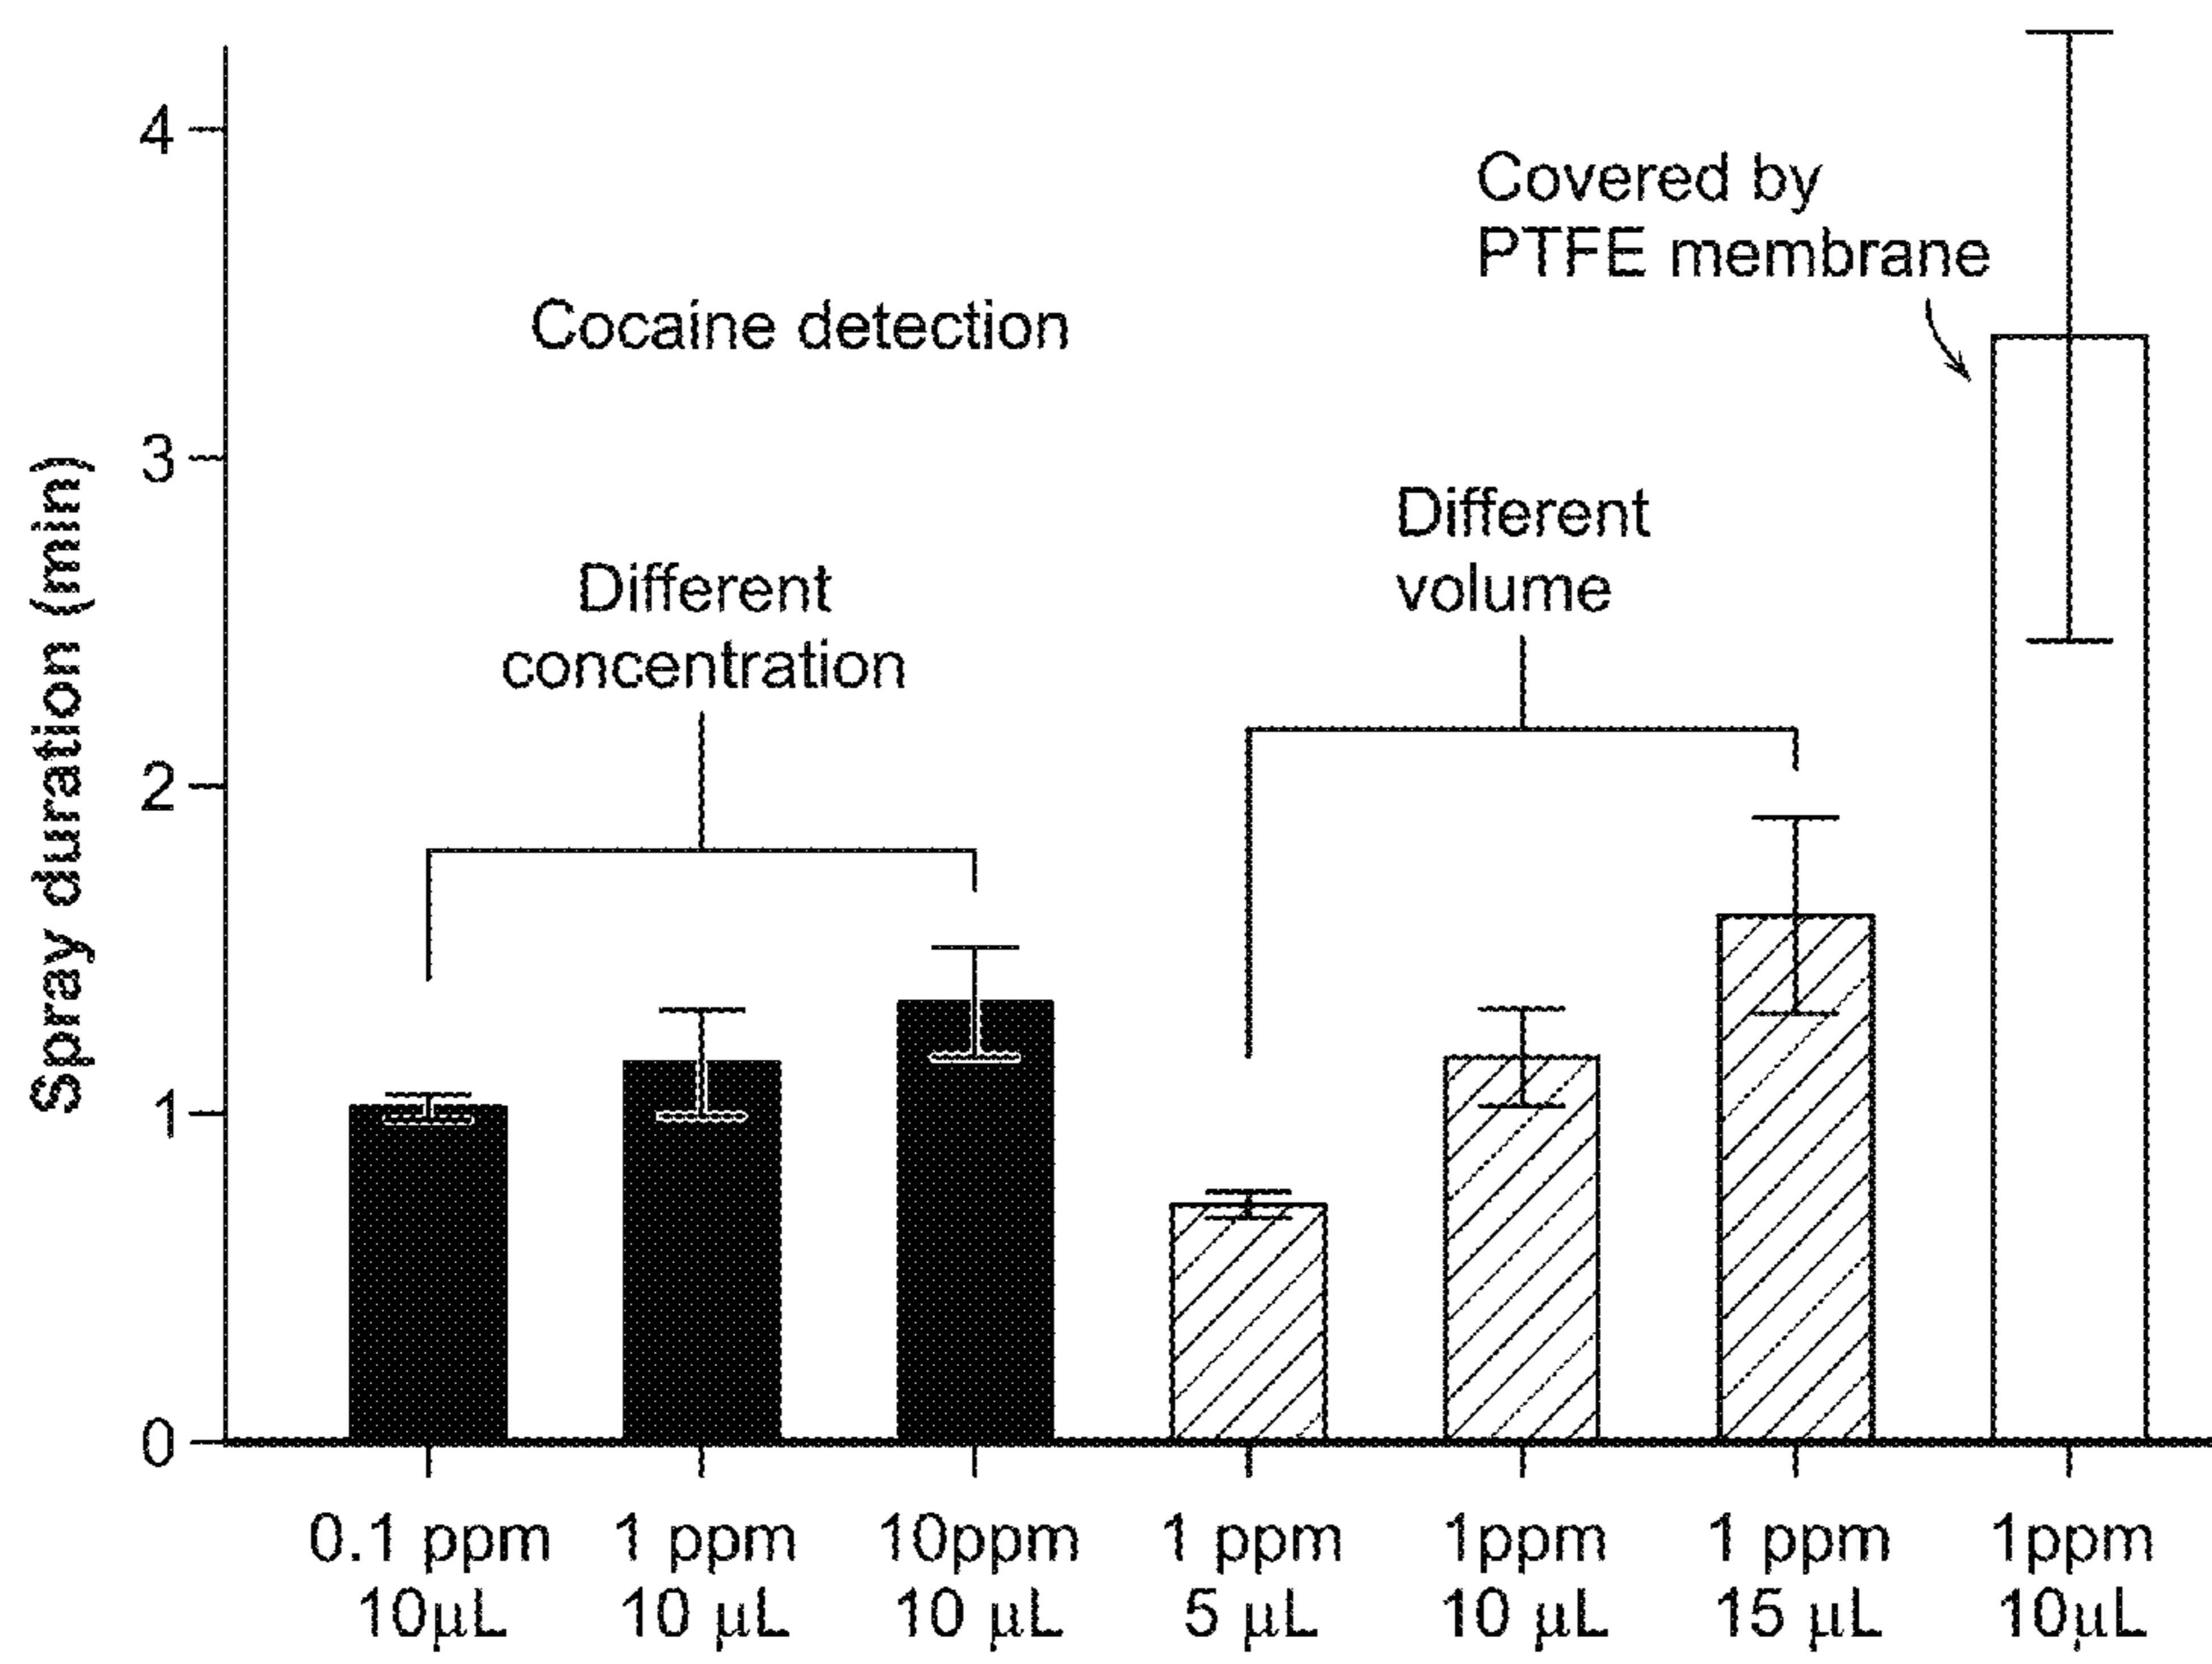 Spray duration (min)
4
3
2
1
0
Cocaine detection
Different
concentration
Different
volume
Covered by
PTFE membrane
0.1 ppm
10µL
1 ppm
10 µL
10ppm
10 µL
1 ppm
5 µL
1ppm
10 µL
1 ppm
15 µL
1ppm
10µL